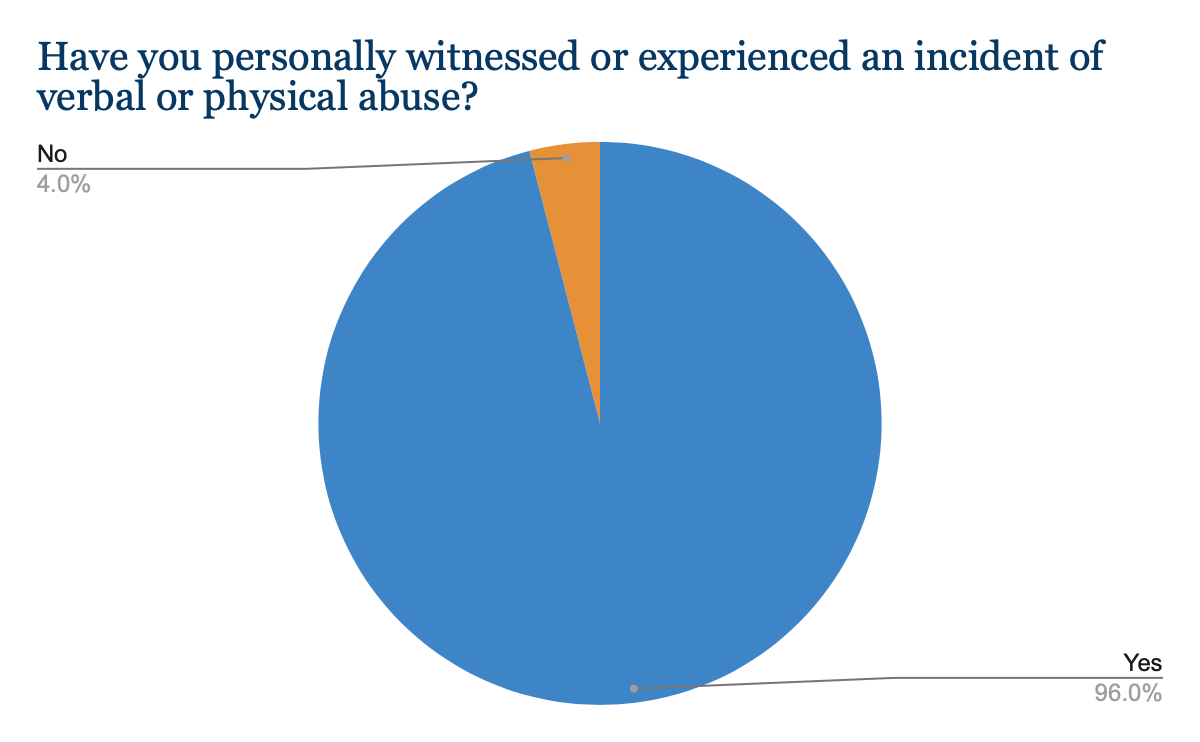 Have you personally witnessed or experienced an incident of
verbal or physical abuse?
No
4.0%
Yes
96.0%